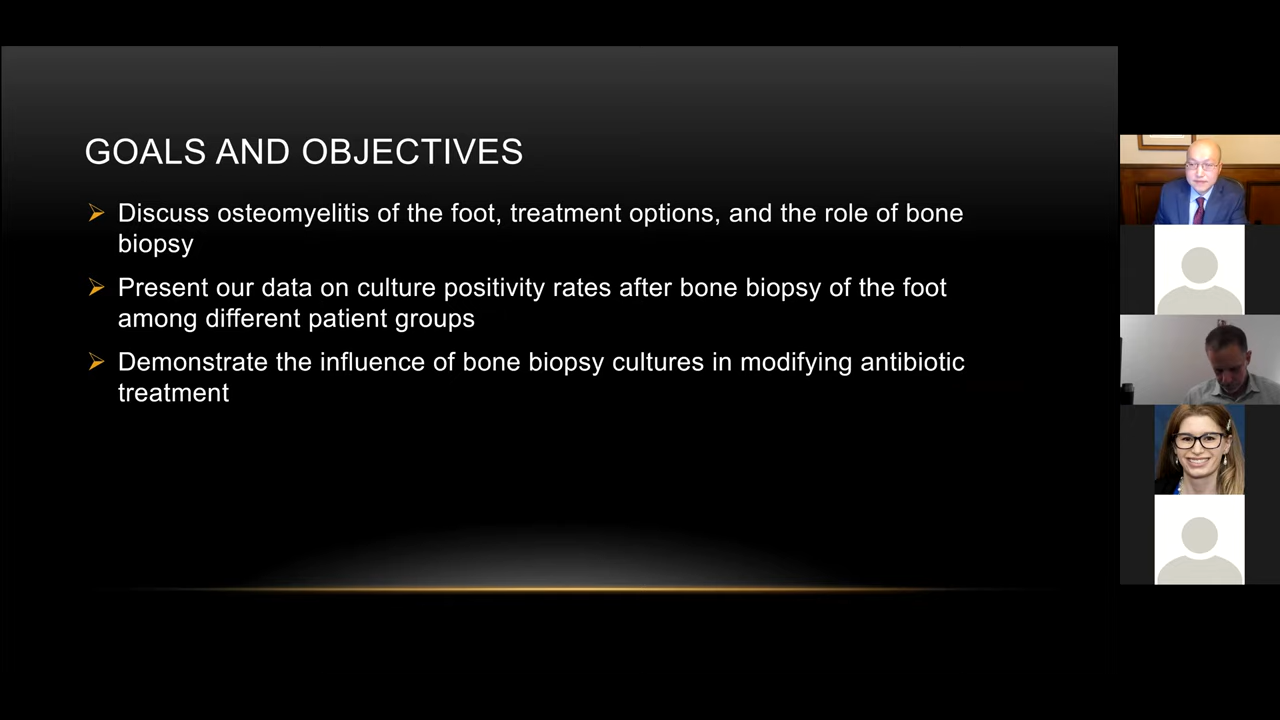 GOALS AND OBJECTIVES
Discuss osteomyelitis of the foot, treatment options, and the role of bone
biopsy
Present our data on culture positivity rates after bone biopsy of the foot
among different patient groups
Demonstrate the influence of bone biopsy cultures in modifying antibiotic
treatment